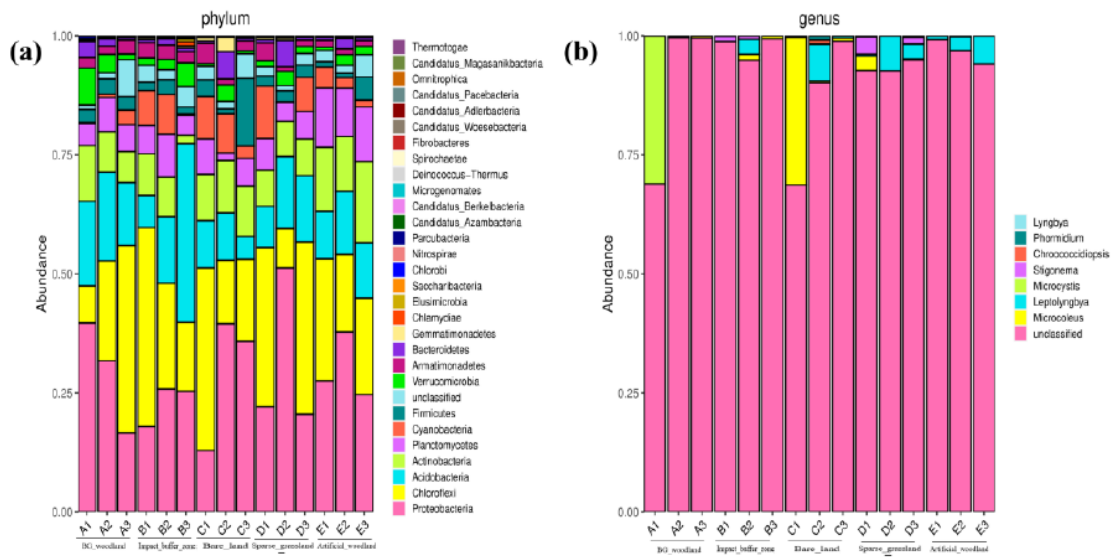 (a)
phylum
Abundance
1.00
0.75
0.50
0.25
0.00
A1 A2 A3 B1 B2 B3 C1 C2 C3 D1 D2 D3 E1 E2 E3
BG_woodland Impact_buffer_zone Bare_land Sparse_grassland Artificial_woodland
Thermotogae
Candidatus_Magasanikbacteria
Omnitrophica
Candidatus_Pacebacteria
Candidatus_Adlerbacteria
Candidatus_Woesebacteria
Fibrobacteres
Spirochaetae
Deinococcus-Thermus
Microgenomates
Candidatus_Berkelbacteria
Candidatus_Azambacteria
Parcubacteria
Nitrospirae
Chlorobi
Saccharibacteria
Elusimicrobia
Chlamydiae
Gemmatimonadetes
Bacteroidetes
Armatimonadetes
Verrucomicrobia
unclassified
Firmicutes
Cyanobacteria
Planctomycetes
Actinobacteria
Acidobacteria
Chloroflexi
Proteobacteria
(b)
genus
Abundance
1.00
0.75
0.50
0.25
0.00
A1 A2 A3 B1 B2 B3 C1 C2 C3 D1 D2 D3 E1 E2 E3
BG_woodland Impact_buffer_zone Bare_land Sparse_grassland Artificial_woodland
Lyngbya
Phormidium
Chroococcidiopsis
Stigonema
Microcystis
Leptolyngbya
Microcoleus
unclassified